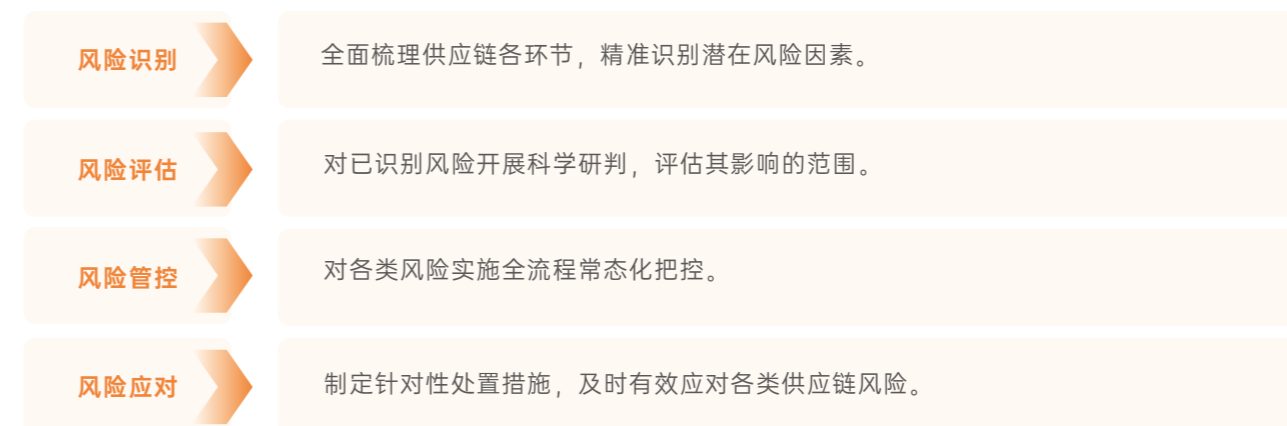 风险识别
全面梳理供应链各环节，精准识别潜在风险因素。
风险评估
对已识别风险开展科学研判，评估其影响的范围。
风险管控
对各类风险实施全流程常态化把控。
风险应对
制定针对性处置措施，及时有效应对各类供应链风险。